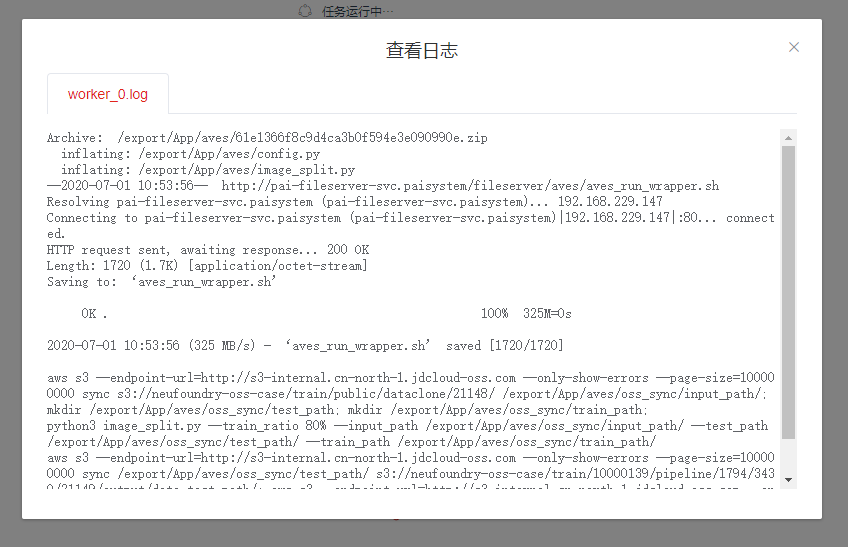 任务运行中…
查看日志
worker_0.log
Archive:  /export/App/aves/61e1366f8c9d4ca3b0f594e3e090990e.zip
  inflating: /export/App/aves/config.py
  inflating: /export/App/aves/image_split.py
--2020-07-01 10:53:56--  http://pai-fileserver-svc.paisystem/fileserver/aves/aves_run_wrapper.sh
Resolving pai-fileserver-svc.paisystem (pai-fileserver-svc.paisystem)... 192.168.229.147
Connecting to pai-fileserver-svc.paisystem (pai-fileserver-svc.paisystem)|192.168.229.147|:80... connect
ed.
HTTP request sent, awaiting response... 200 OK
Length: 1720 (1.7K) [application/octet-stream]
Saving to: ‘aves_run_wrapper.sh’
0K . 100%  325M=0s
2020-07-01 10:53:56 (325 MB/s) - ‘aves_run_wrapper.sh’ saved [1720/1720]
aws s3 --endpoint-url=http://s3-internal.cn-north-1.jdcloud-oss.com --only-show-errors --page-size=10000
0000 sync s3://neufoundry-oss-case/train/public/dataclone/21148/ /export/App/aves/oss_sync/input_path/;
mkdir /export/App/aves/oss_sync/test_path; mkdir /export/App/aves/oss_sync/train_path;
python3 image_split.py --train_ratio 80% --input_path /export/App/aves/oss_sync/input_path/ --test_path
/export/App/aves/oss_sync/test_path/ --train_path /export/App/aves/oss_sync/train_path/
aws s3 --endpoint-url=http://s3-internal.cn-north-1.jdcloud-oss.com --only-show-errors --page-size=10000
0000 sync /export/App/aves/oss_sync/test_path/ s3://neufoundry-oss-case/train/10000139/pipeline/1794/343